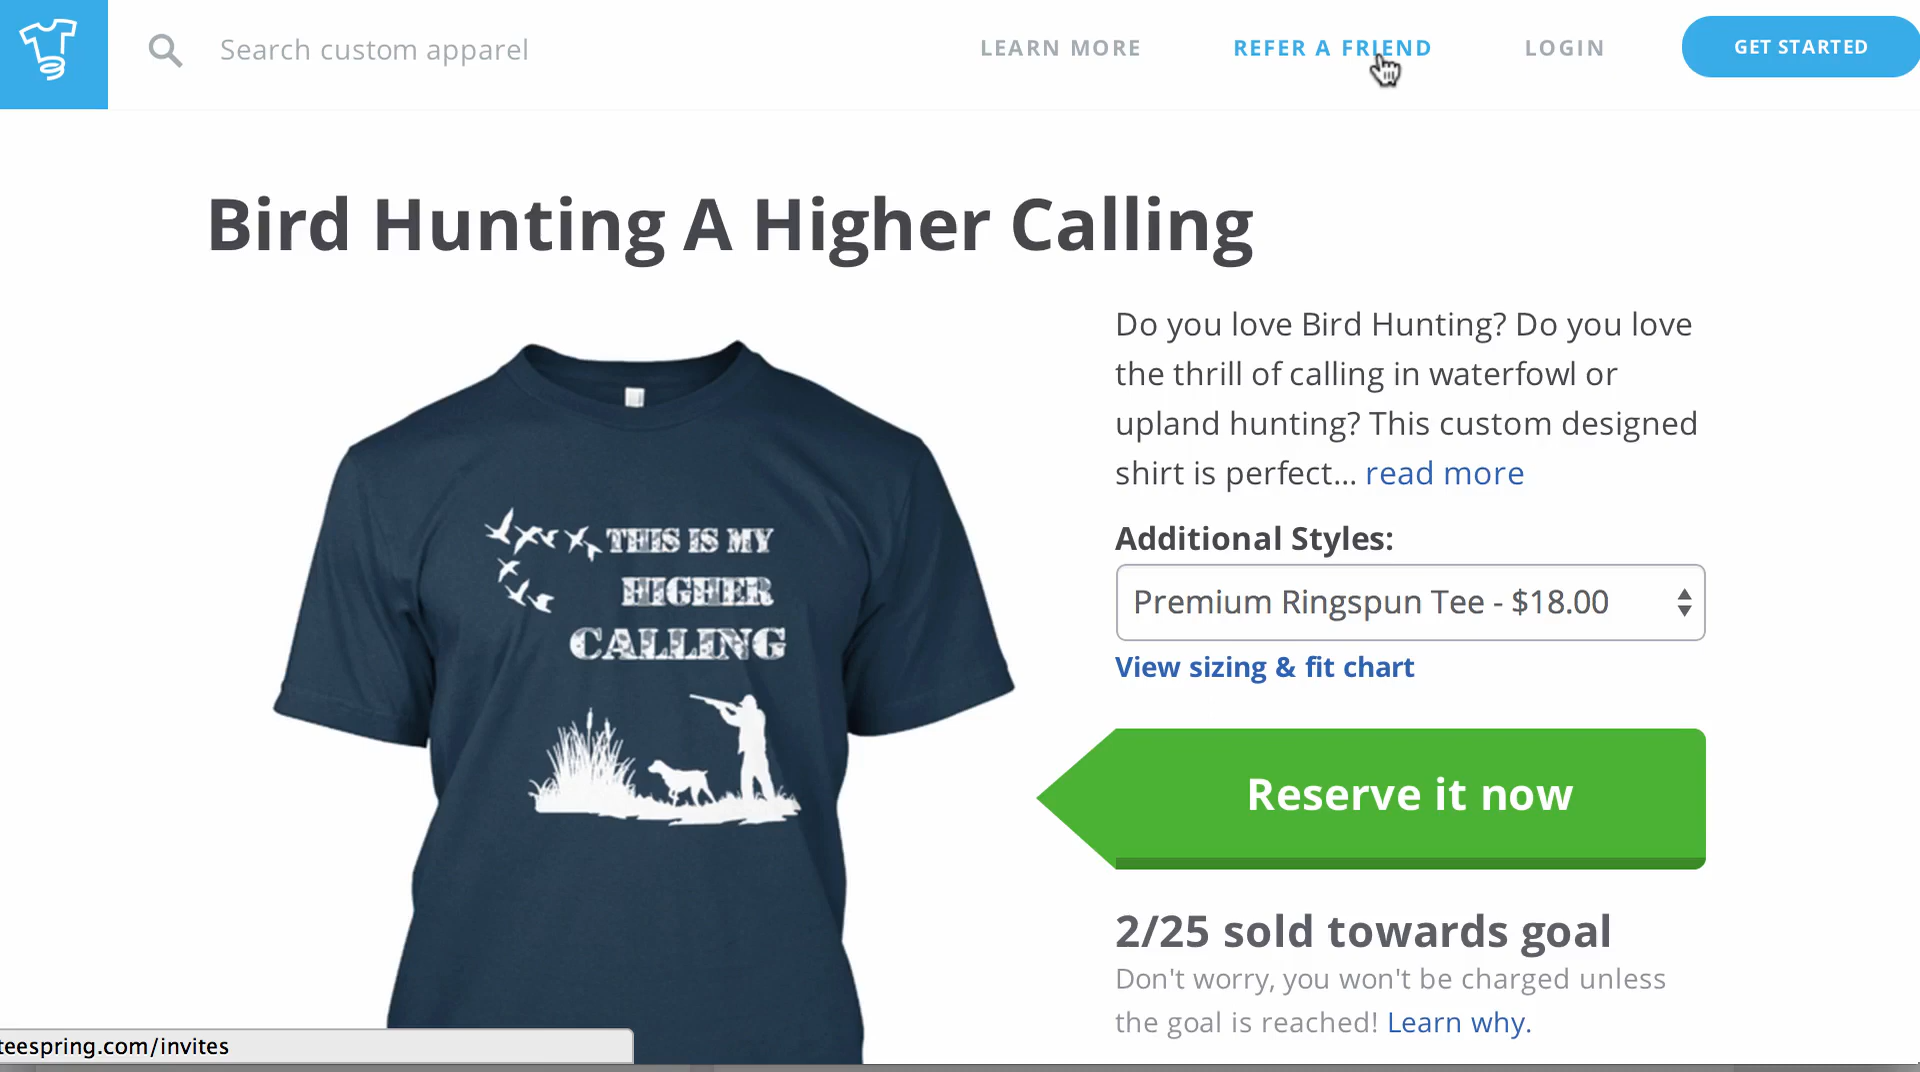 Search custom apparel
LEARN MORE
REFER A FRIEND
LOGIN
GET STARTED
Bird Hunting A Higher Calling
THIS IS MY
HIGHER
CALLING
Do you love Bird Hunting? Do you love
the thrill of calling in waterfowl or
upland hunting? This custom designed
shirt is perfect... read more
Additional Styles:
Premium Ringspun Tee - $18.00
View sizing & fit chart
Reserve it now
2/25 sold towards goal
Don't worry, you won't be charged unless
the goal is reached! Learn why.
teespring.com/invites